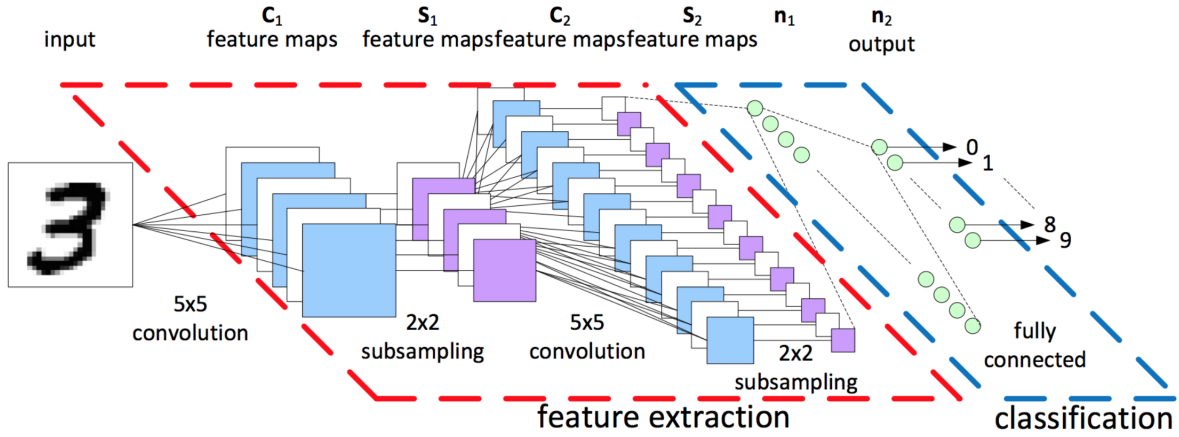 C1 S1 C2 S2 n1 n2
input feature maps feature maps feature maps feature maps output
0
1
8
9
5x5
convolution
2x2
subsampling
5x5
convolution
2x2
subsampling
fully
connected
feature extraction
classification